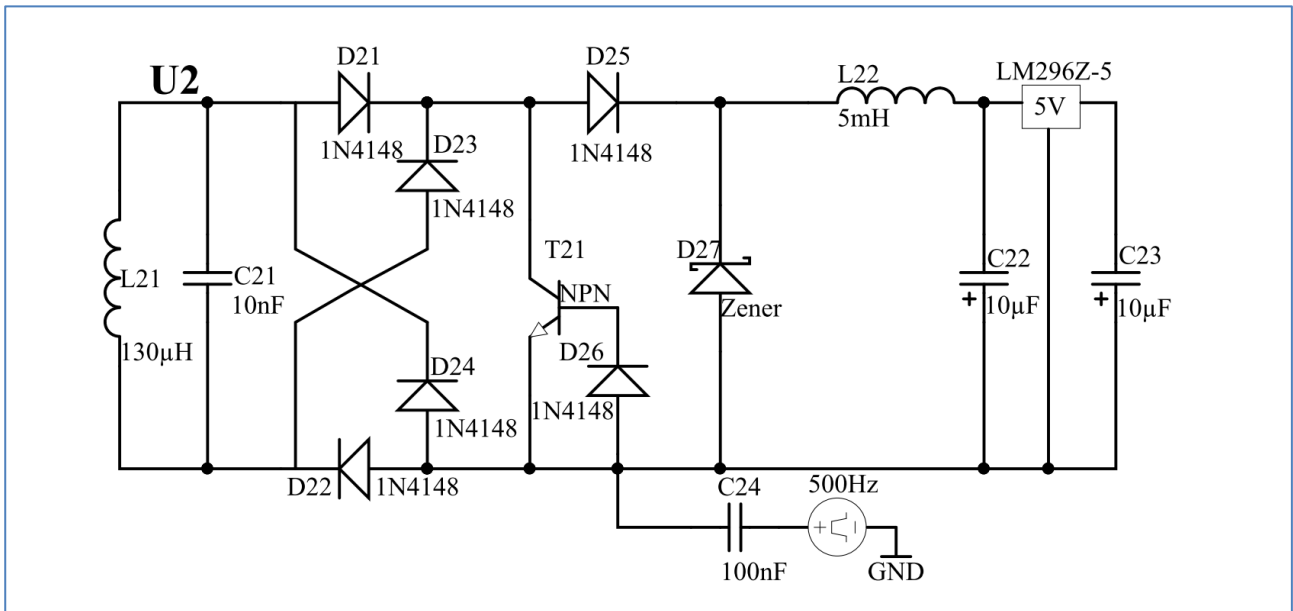 U2
D21
1N4148
D23
1N4148
D25
1N4148
L22
5mH
LM296Z-5
5V
L21
130µH
C21
10nF
T21
NPN
D27
Zener
C22
+
10µF
C23
+
10µF
D26
1N4148
D24
1N4148
D22
1N4148
C24
100nF
500Hz
+
GND